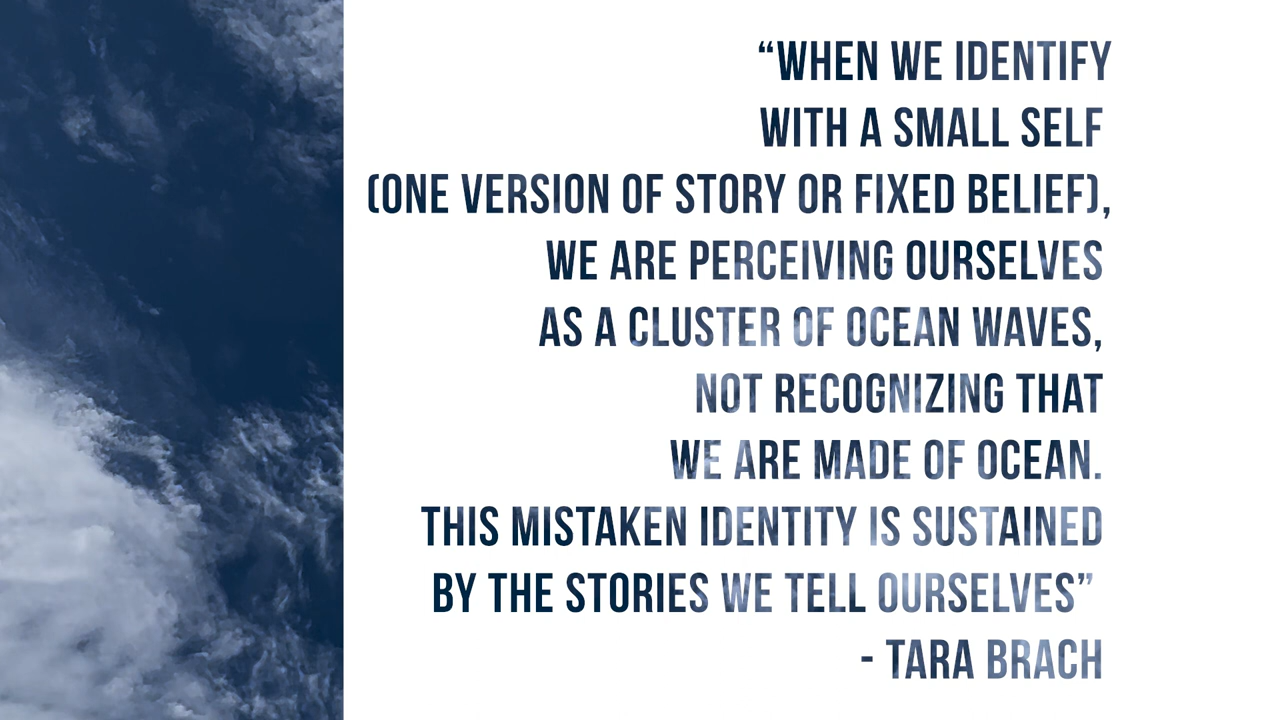 “WHEN WE IDENTIFY
WITH A SMALL SELF
(ONE VERSION OF STORY OR FIXED BELIEF),
WE ARE PERCEIVING OURSELVES
AS A CLUSTER OF OCEAN WAVES,
NOT RECOGNIZING THAT
WE ARE MADE OF OCEAN.
THIS MISTAKEN IDENTITY IS SUSTAINED
BY THE STORIES WE TELL OURSELVES”
- TARA BRACH